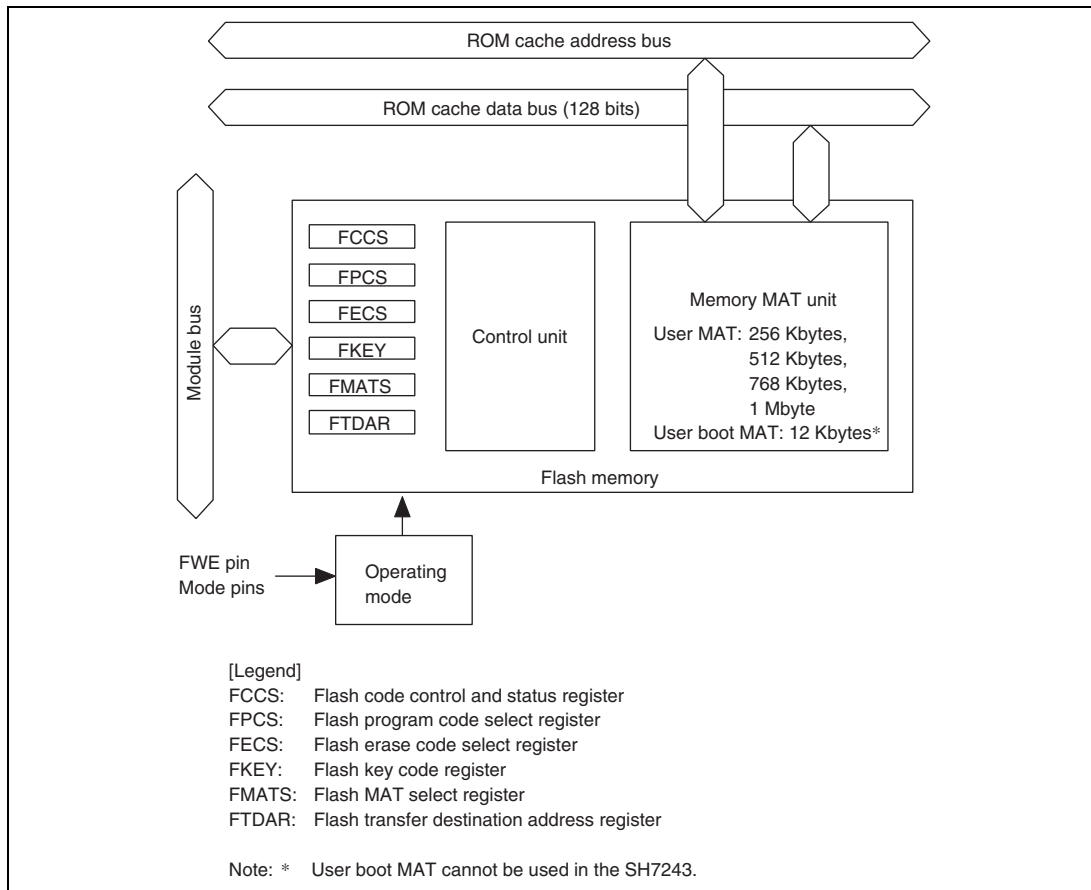 ROM cache address bus
ROM cache data bus (128 bits)
Module bus
FCCS
FPCS
FECS
FKEY
FMATS
FTDAR
Control unit
Memory MAT unit
User MAT: 256 Kbytes,
512 Kbytes,
768 Kbytes,
1 Mbyte
User boot MAT: 12 Kbytes*
Flash memory
FWE pin
Mode pins
Operating
mode
[Legend]
FCCS: Flash code control and status register
FPCS: Flash program code select register
FECS: Flash erase code select register
FKEY: Flash key code register
FMATS: Flash MAT select register
FTDAR: Flash transfer destination address register
Note: * User boot MAT cannot be used in the SH7243.